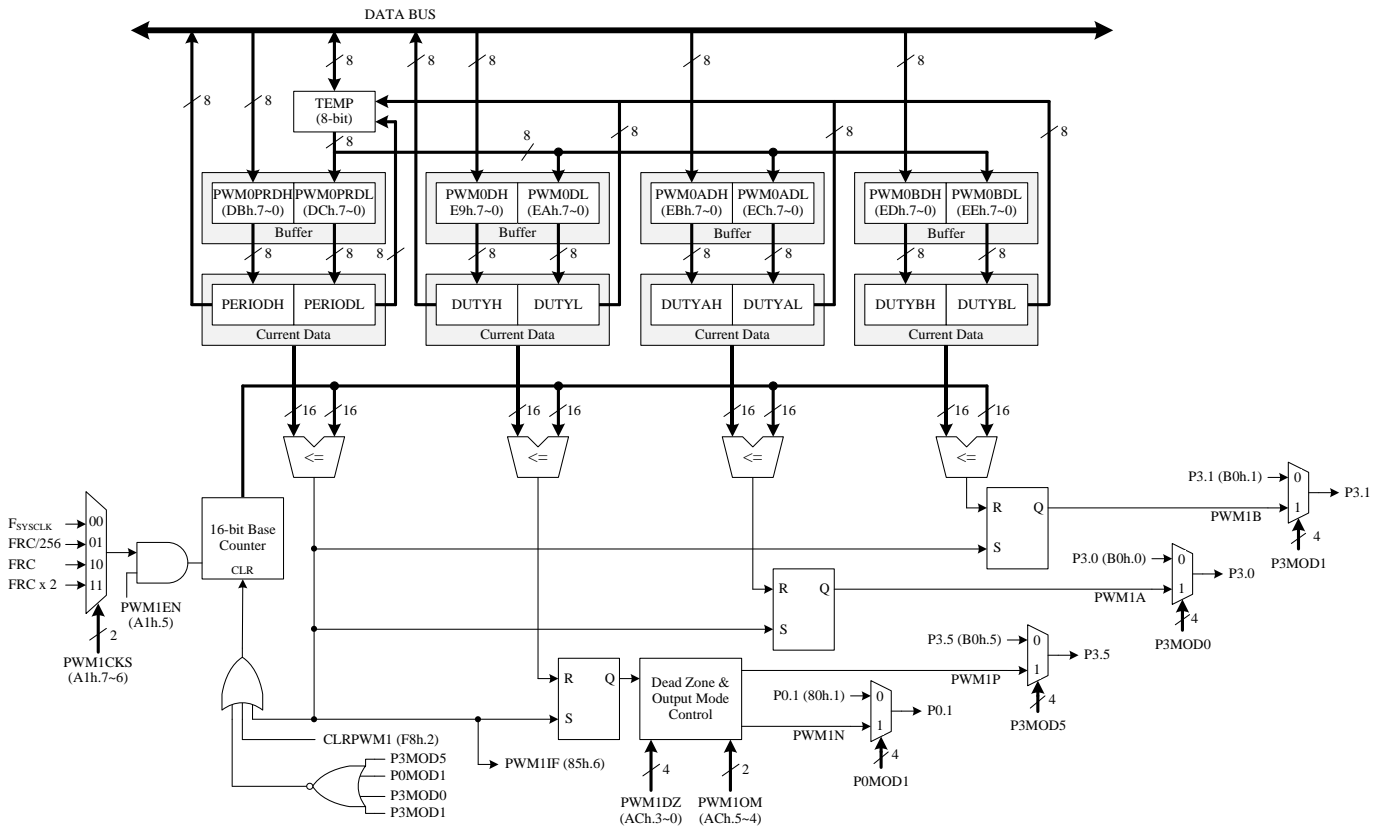 DATA BUS
8
8
8
8
8
8
8
TEMP
(8-bit)
8
8
8
8
8
PWM0PRDH
(DBh.7~0)
PWM0PRDL
(DCh.7~0)
Buffer
PWM0DH
E9h.7~0)
PWM0DL
(EAh.7~0)
Buffer
PWM0ADH
(EBh.7~0)
PWM0ADL
(ECh.7~0)
Buffer
PWM0BDH
(EDh.7~0)
PWM0BDL
(EEh.7~0)
Buffer
8
8
8
8
8
8
8
8
8
PERIODH
PERIODL
Current Data
DUTYH
DUTYL
Current Data
DUTYAH
DUTYAL
Current Data
DUTYBH
DUTYBL
Current Data
16
16
16
16
16
16
16
16
<=
<=
<=
<=
P3.1 (B0h.1)
0
1
P3.1
PWM1B
4
P3MOD1
R
Q
S
FSYSCLK
FRC/256
FRC
FRC x 2
00
01
10
11
2
PWM1CKS
(A1h.7~6)
PWM1EN
(A1h.5)
16-bit Base
Counter
CLR
P3.0 (B0h.0)
0
1
P3.0
PWM1A
4
P3MOD0
R
Q
S
P3.5 (B0h.5)
0
1
P3.5
PWM1P
4
P3MOD5
R
Q
S
Dead Zone &
Output Mode
Control
P0.1 (80h.1)
0
1
P0.1
PWM1N
4
P0MOD1
CLRPWM1 (F8h.2)
P3MOD5
P0MOD1
P3MOD0
P3MOD1
PWM1IF (85h.6)
4
2
PWM1DZ
(ACh.3~0)
PWM1OM
(ACh.5~4)